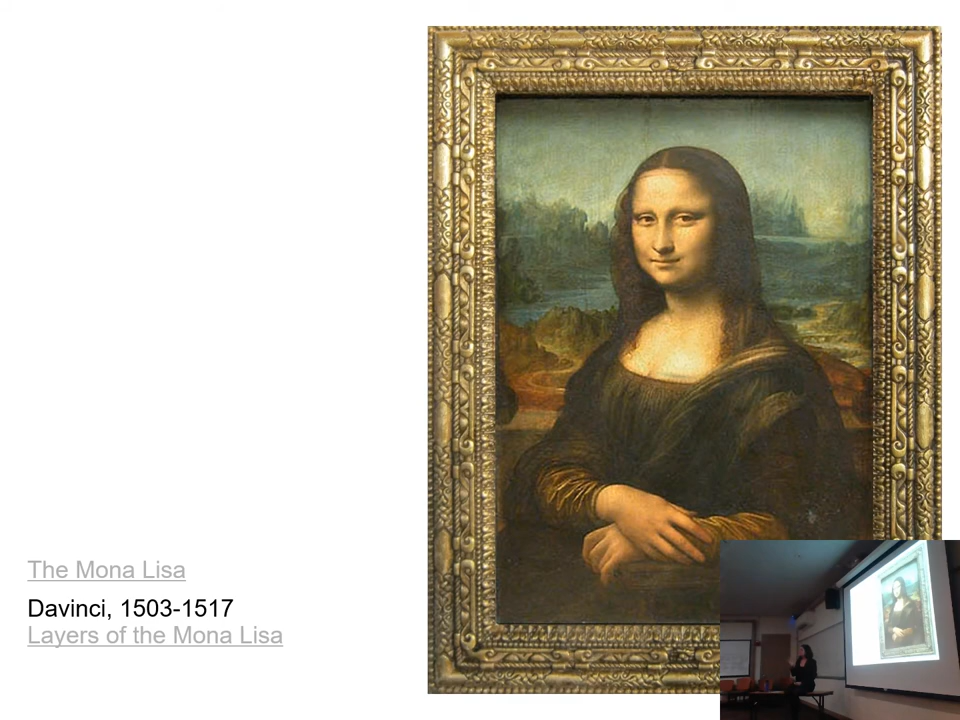 The Mona Lisa
Davinci, 1503-1517
Layers of the Mona Lisa